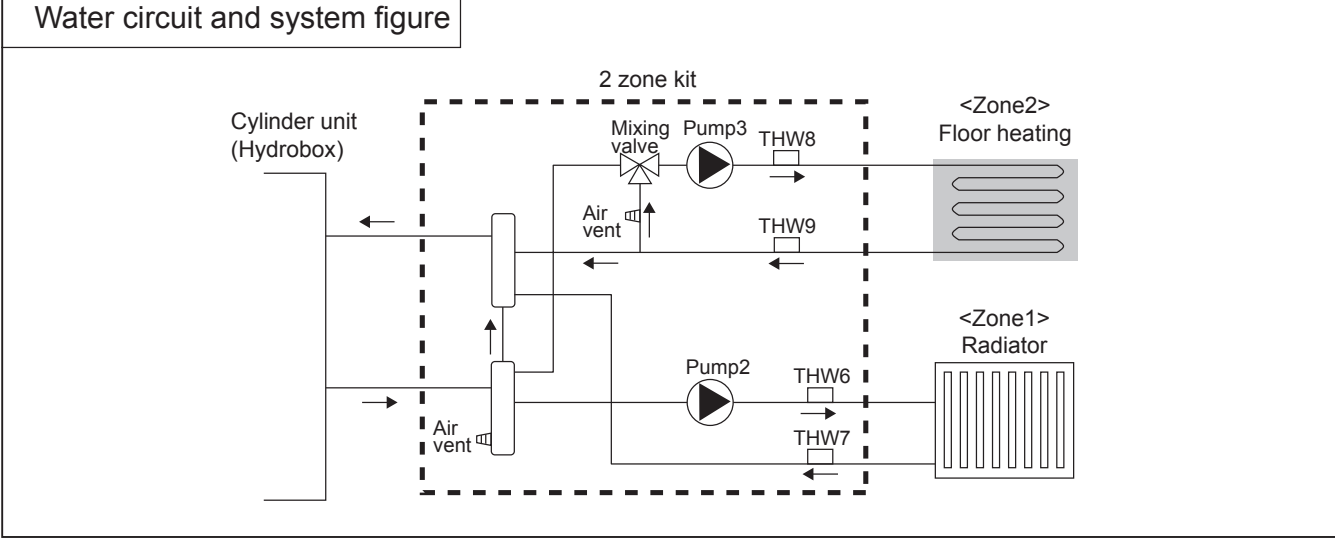 Water circuit and system figure
2 zone kit
Cylinder unit
(Hydrobox)
Mixing
valve
Pump3
THW8
<Zone2>
Floor heating
Air
vent
THW9
<Zone1>
Radiator
Pump2
THW6
Air
vent
THW7